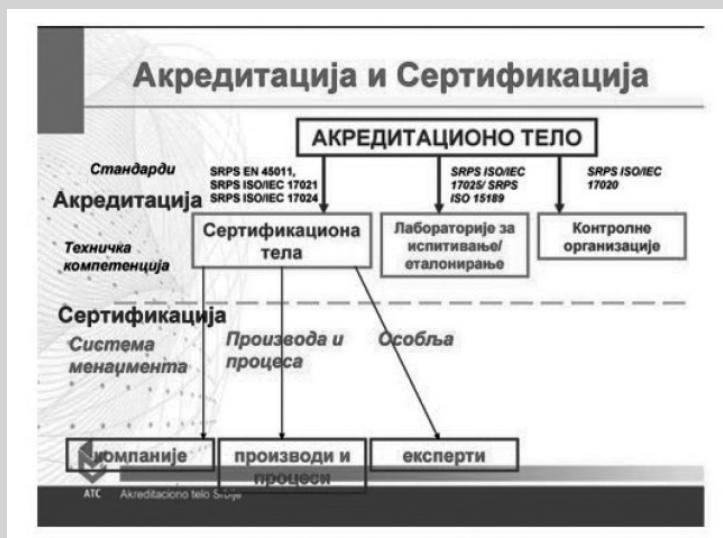 Акредитација и Сертификација
АКРЕДИТАЦИОНО ТЕЛО
Стандарди
SRPS EN 45011,
SRPS ISO/IEC 17021
SRPS ISO/IEC 17024
SRPS ISO/IEC
17025/ SRPS
ISO 15189
SRPS ISO/IEC
17020
Акредитација
Техничка
компетенција
Сертификациона
тела
Лабораторије за
испитивање/
еталонирање
Контролне
организације
Сертификација
Система
менаџмента
Производа и
процеса
Особља
компаније
производи и
процеси
експерти
ATC Akreditaciono telo Srbije